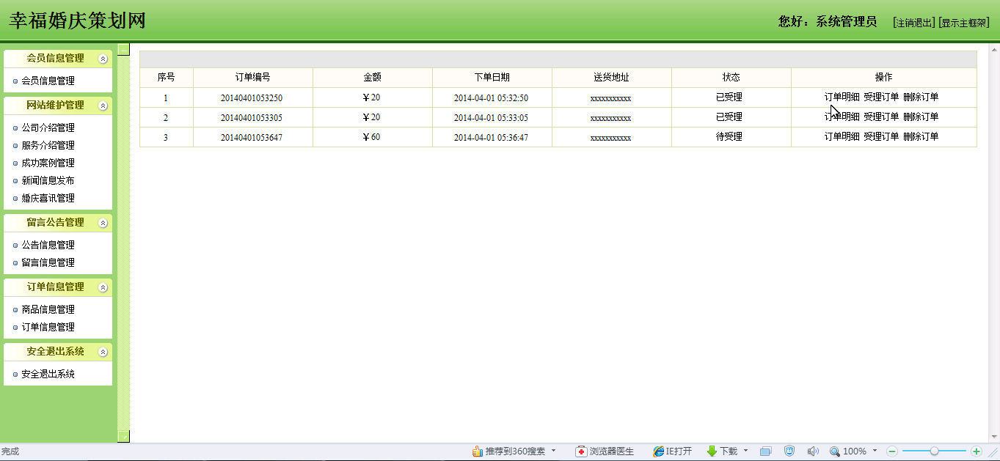 幸福婚庆策划网
您好：系统管理员 [注销退出] [显示主框架]
会员信息管理
会员信息管理
网站维护管理
公司介绍管理
服务介绍管理
成功案例管理
新闻信息发布
婚庆喜讯管理
留言公告管理
公告信息管理
留言信息管理
订单信息管理
商品信息管理
订单信息管理
安全退出系统
安全退出系统
序号 订单编号 金额 下单日期 送货地址 状态 操作
1 20140401053250 ￥20 2014-04-01 05:32:50 xxxxxxxxxxx 已受理 订单明细 受理订单 删除订单
2 20140401053305 ￥20 2014-04-01 05:33:05 xxxxxxxxxxx 已受理 订单明细 受理订单 删除订单
3 20140401053647 ￥60 2014-04-01 05:36:47 xxxxxxxxxxx 待受理 订单明细 受理订单 删除订单
完成 推荐到360搜索 浏览器医生 IE打开 下载 100%